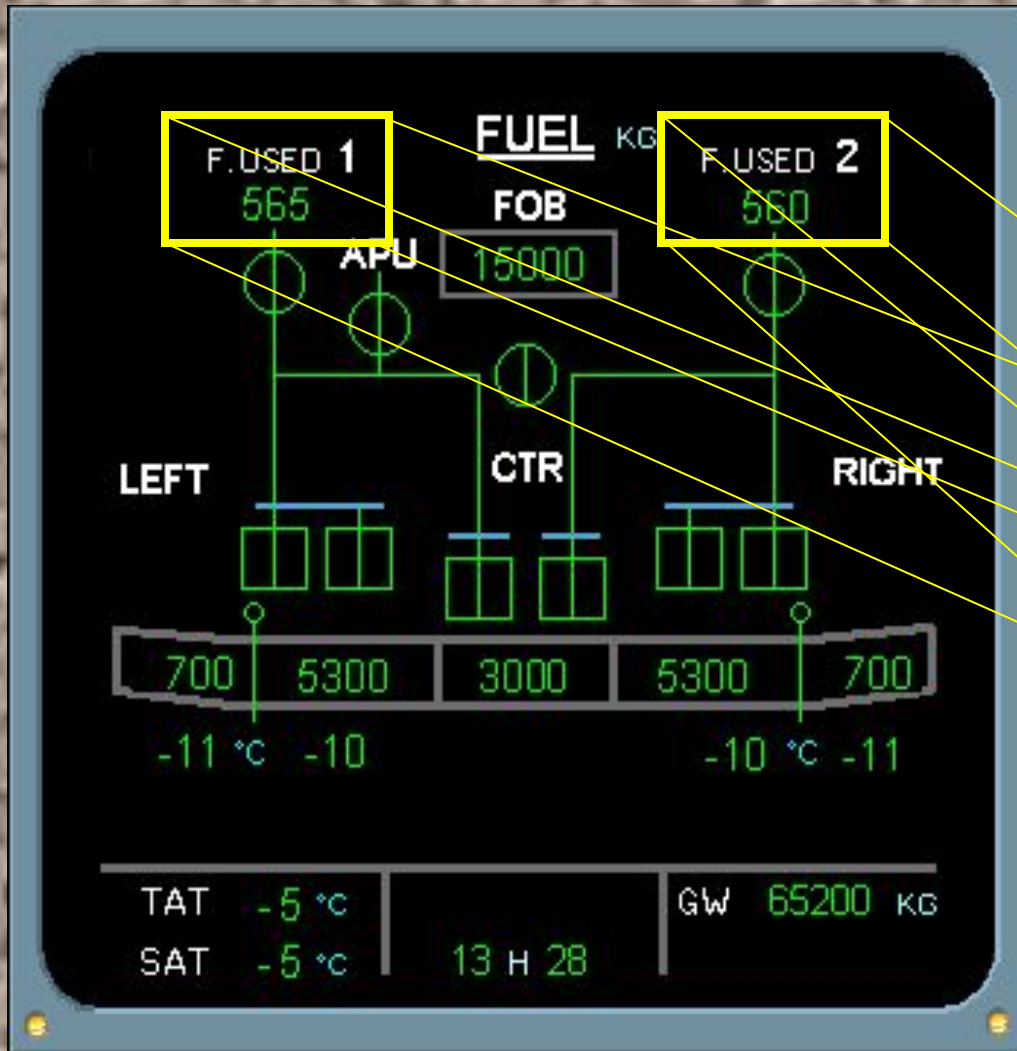 FUEL KG
F.USED 1
F.USED 2
565
FOB
560
APU
15000
LEFT
CTR
RIGHT
700 5300 3000 5300 700
-11 °C -10
-10 °C -11
TAT -5 °C
GW 65200 KG
SAT -5 °C
13 H 28